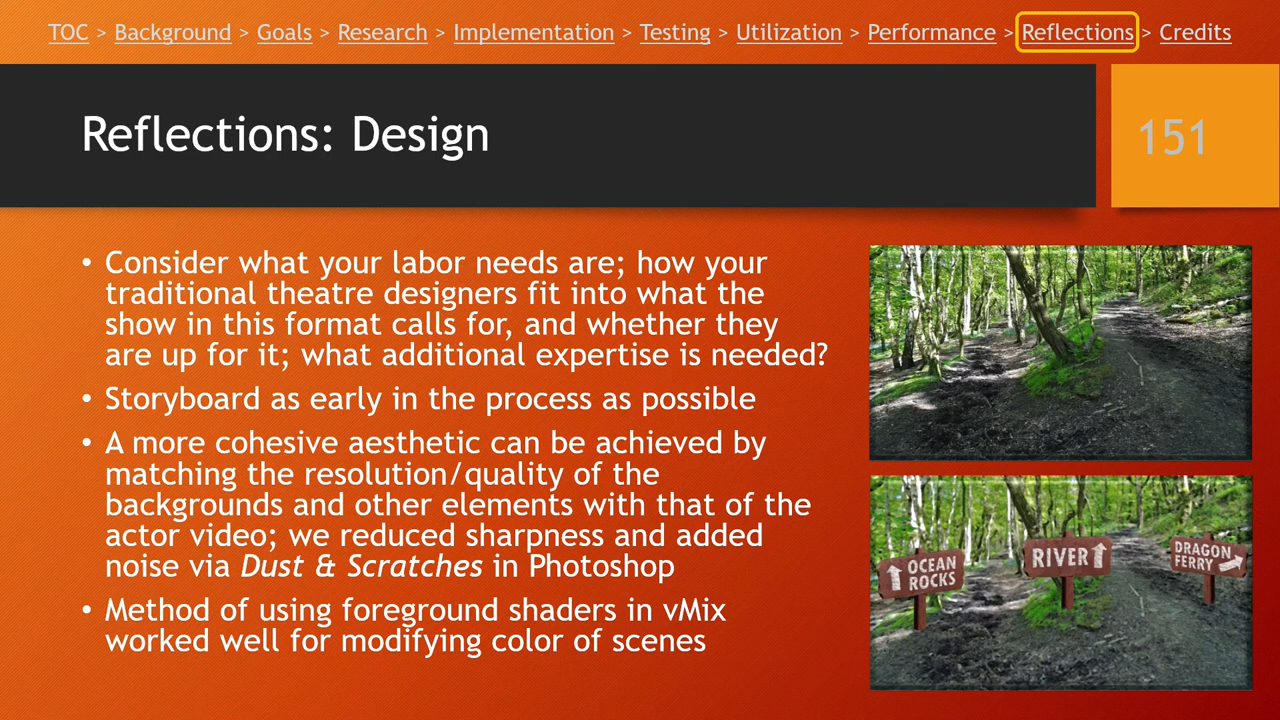 TOC > Background > Goals > Research > Implementation > Testing > Utilization > Performance > Reflections > Credits
Reflections: Design
151
• Consider what your labor needs are; how your
traditional theatre designers fit into what the
show in this format calls for, and whether they
are up for it; what additional expertise is needed?
• Storyboard as early in the process as possible
• A more cohesive aesthetic can be achieved by
matching the resolution/quality of the
backgrounds and other elements with that of the
actor video; we reduced sharpness and added
noise via Dust & Scratches in Photoshop
• Method of using foreground shaders in vMix
worked well for modifying color of scenes
OCEAN
ROCKS
RIVER
DRAGON
FERRY